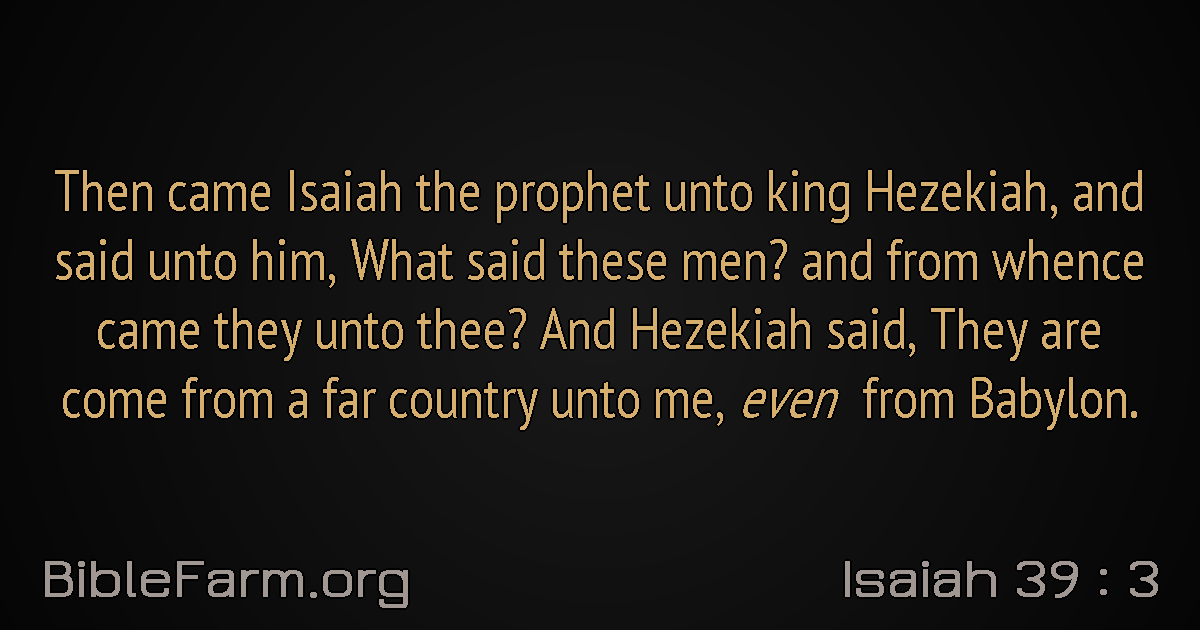 Then came Isaiah the prophet unto king Hezekiah, and
said unto him, What said these men? and from whence
came they unto thee? And Hezekiah said, They are
come from a far country unto me, even from Babylon.
BibleFarm.org
Isaiah 39 : 3